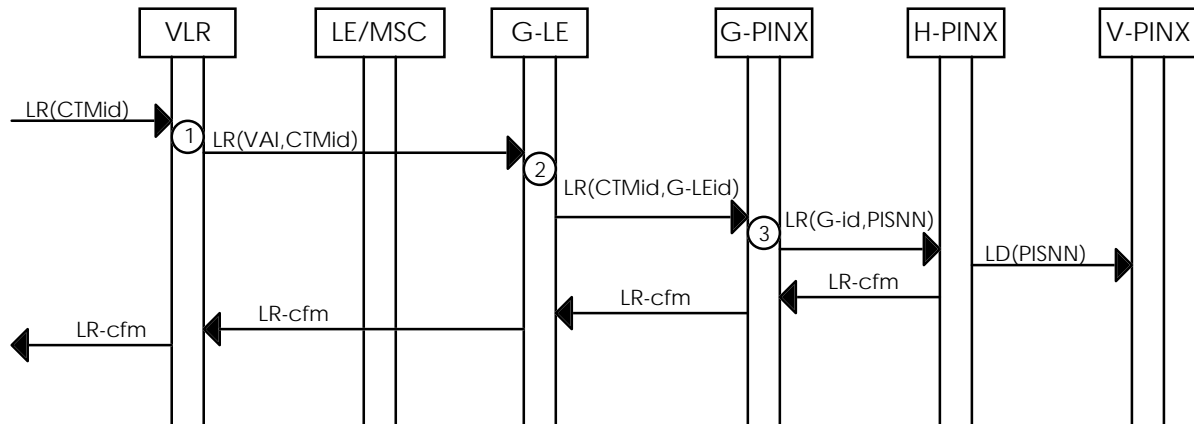 VLR LE/MSC G-LE G-PINX H-PINX V-PINX
LR(CTMid)
1
LR(VAI,CTMid)
2
LR(CTMid,G-LEid)
3
LR(G-id,PISNN)
LD(PISNN)
LR-cfm
LR-cfm
LR-cfm
LR-cfm